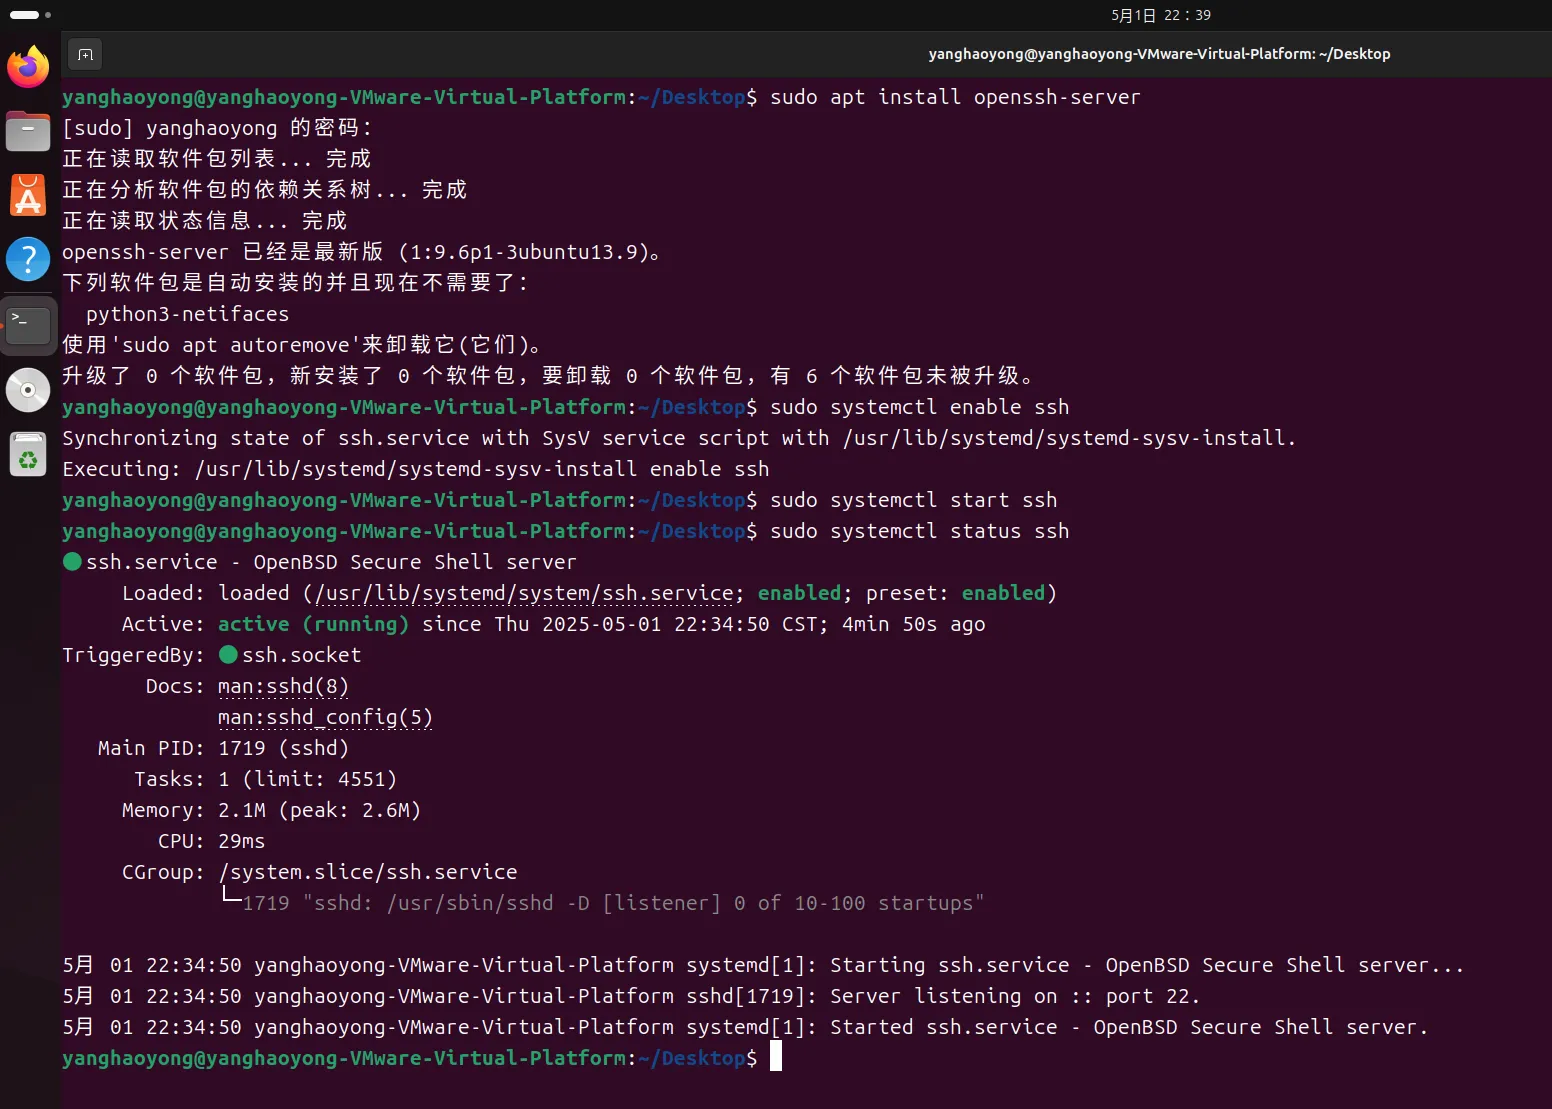 5月1日 22：39
yanghaoyong@yanghaoyong-VMware-Virtual-Platform: ~/Desktop
yanghaoyong@yanghaoyong-VMware-Virtual-Platform:~/Desktop$ sudo apt install openssh-server
[sudo] yanghaoyong 的密码：
正在读取软件包列表... 完成
正在分析软件包的依赖关系树... 完成
正在读取状态信息... 完成
openssh-server 已经是最新版 (1:9.6p1-3ubuntu13.9)。
下列软件包是自动安装的并且现在不需要了：
  python3-netifaces
使用'sudo apt autoremove'来卸载它(它们)。
升级了 0 个软件包，新安装了 0 个软件包，要卸载 0 个软件包，有 6 个软件包未被升级。
yanghaoyong@yanghaoyong-VMware-Virtual-Platform:~/Desktop$ sudo systemctl enable ssh
Synchronizing state of ssh.service with SysV service script with /usr/lib/systemd/systemd-sysv-install.
Executing: /usr/lib/systemd/systemd-sysv-install enable ssh
yanghaoyong@yanghaoyong-VMware-Virtual-Platform:~/Desktop$ sudo systemctl start ssh
yanghaoyong@yanghaoyong-VMware-Virtual-Platform:~/Desktop$ sudo systemctl status ssh
● ssh.service - OpenBSD Secure Shell server
     Loaded: loaded (/usr/lib/systemd/system/ssh.service; enabled; preset: enabled)
     Active: active (running) since Thu 2025-05-01 22:34:50 CST; 4min 50s ago
TriggeredBy: ● ssh.socket
       Docs: man:sshd(8)
             man:sshd_config(5)
   Main PID: 1719 (sshd)
      Tasks: 1 (limit: 4551)
     Memory: 2.1M (peak: 2.6M)
        CPU: 29ms
     CGroup: /system.slice/ssh.service
             └─1719 "sshd: /usr/sbin/sshd -D [listener] 0 of 10-100 startups"
5月 01 22:34:50 yanghaoyong-VMware-Virtual-Platform systemd[1]: Starting ssh.service - OpenBSD Secure Shell server...
5月 01 22:34:50 yanghaoyong-VMware-Virtual-Platform sshd[1719]: Server listening on :: port 22.
5月 01 22:34:50 yanghaoyong-VMware-Virtual-Platform systemd[1]: Started ssh.service - OpenBSD Secure Shell server.
yanghaoyong@yanghaoyong-VMware-Virtual-Platform:~/Desktop$